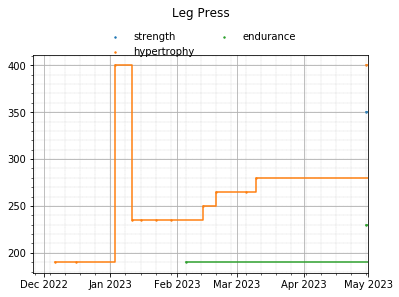 Leg Press
strength
endurance
hypertrophy
400
350
300
250
200
Dec 2022
Jan 2023
Feb 2023
Mar 2023
Apr 2023
May 2023